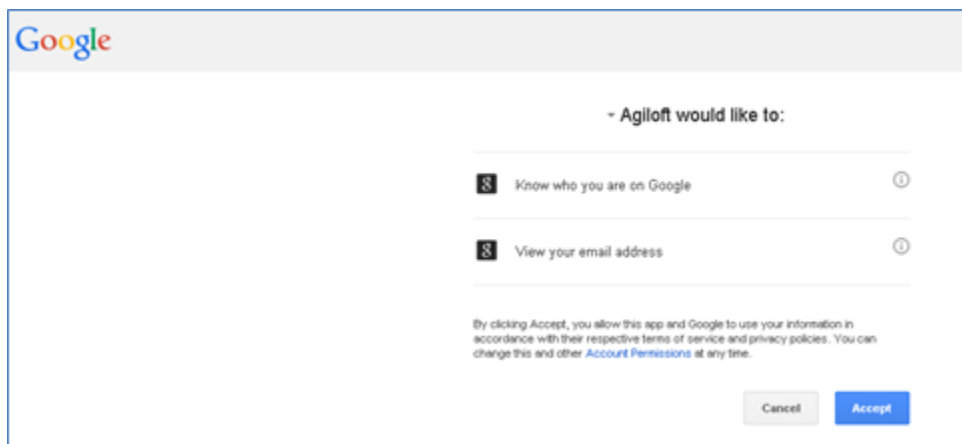 Google
Agiloft would like to:
Know who you are on Google
View your email address
By clicking Accept, you allow this app and Google to use your information in
accordance with their respective terms of service and privacy policies. You can
change this and other Account Permissions at any time.
Cancel Accept